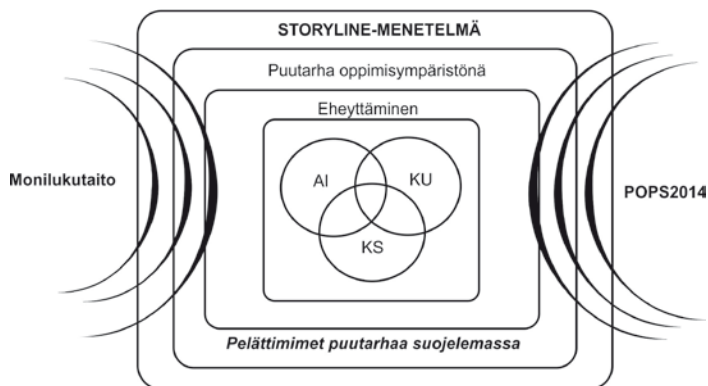 STORYLINE-MENETELMÄ
Puutarha oppimisympäristönä
Eheyttäminen
Monilukutaito
AI
KU
POPS2014
KS
Pelättimimet puutarhaa suojelemassa